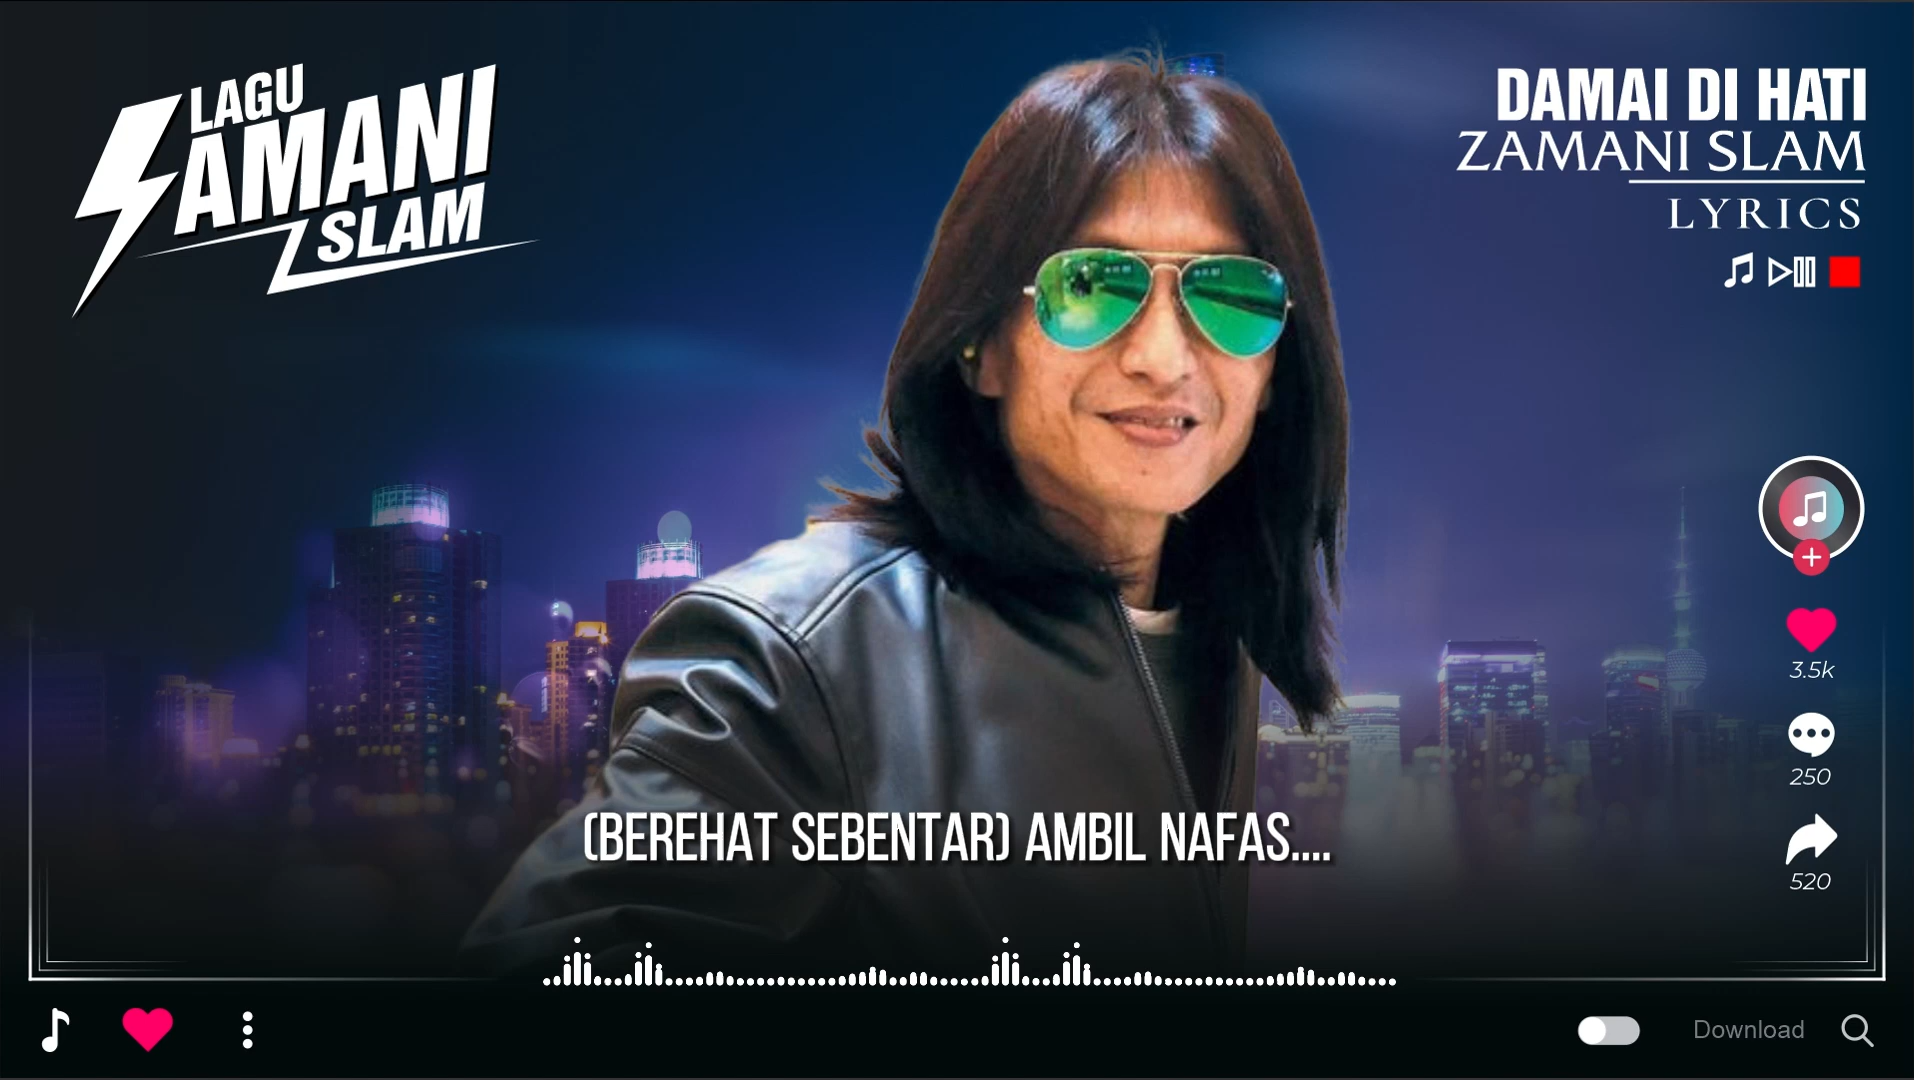 LAGU
ZAMANI
SLAM
DAMAI DI HATI
ZAMANI SLAM
LYRICS
3.5k
250
520
(BEREHAT SEBENTAR) AMBIL NAFAS....
Download